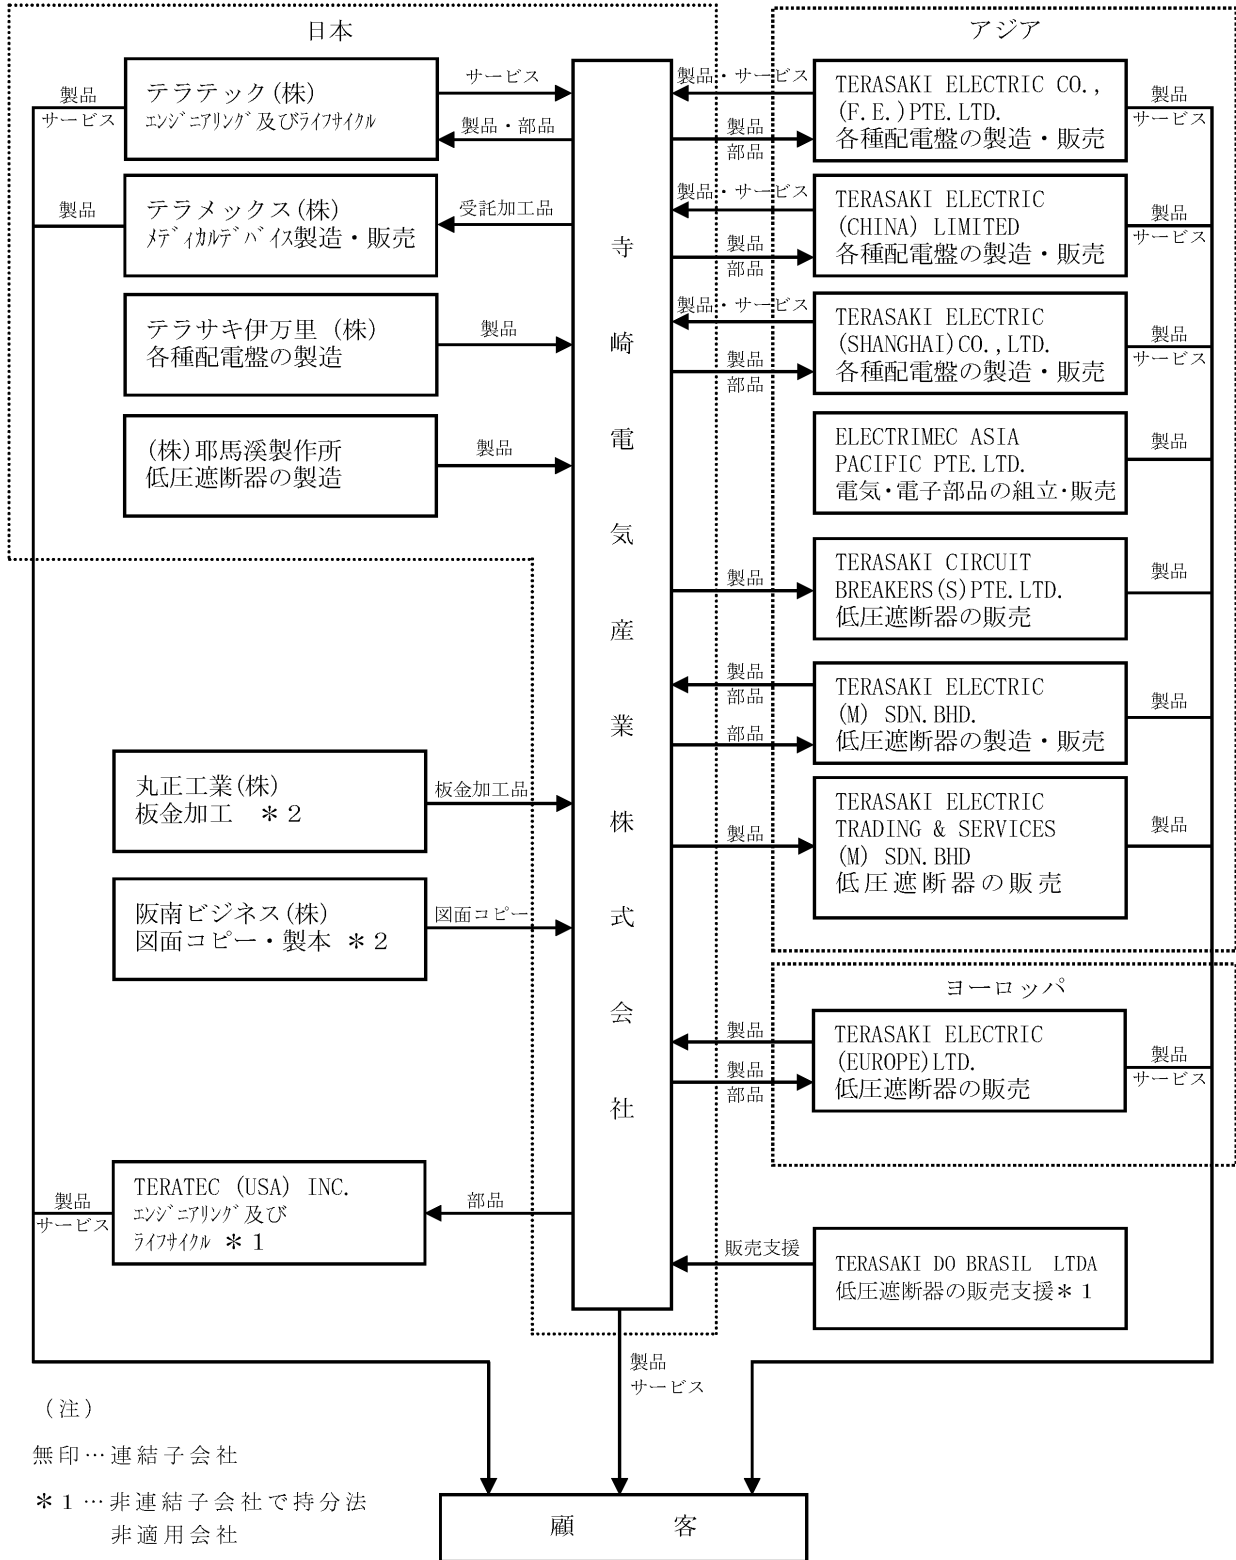 日本
アジア
テラテック(株)
エンジニアリング及びライフサイクル
製品
サービス
サービス
製品・部品
テラメックス(株)
メディカルデバイス製造・販売
製品
受託加工品
テラサキ伊万里 (株)
各種配電盤の製造
製品
(株)耶馬溪製作所
低圧遮断器の製造
製品
丸正工業(株)
板金加工 *2
板金加工品
阪南ビジネス(株)
図面コピー・製本 *2
図面コピー
TERATEC (USA) INC.
エンジニアリング及び
ライフサイクル *1
製品
サービス
部品
寺崎電気産業株式会社
製品・サービス
製品
部品
TERASAKI ELECTRIC CO.,
(F.E.)PTE.LTD.
各種配電盤の製造・販売
製品
サービス
製品・サービス
製品
部品
TERASAKI ELECTRIC
(CHINA) LIMITED
各種配電盤の製造・販売
製品
サービス
製品・サービス
製品
部品
TERASAKI ELECTRIC
(SHANGHAI)CO.,LTD.
各種配電盤の製造・販売
製品
サービス
ELECTRIMEC ASIA
PACIFIC PTE.LTD.
電気・電子部品の組立・販売
製品
製品
TERASAKI CIRCUIT
BREAKERS(S)PTE.LTD.
低圧遮断器の販売
製品
製品
部品
部品
TERASAKI ELECTRIC
(M) SDN.BHD.
低圧遮断器の製造・販売
製品
製品
TERASAKI ELECTRIC
TRADING & SERVICES
(M) SDN.BHD
低圧遮断器の販売
製品
ヨーロッパ
製品
製品
部品
TERASAKI ELECTRIC
(EUROPE)LTD.
低圧遮断器の販売
製品
サービス
販売支援
TERASAKI DO BRASIL LTDA
低圧遮断器の販売支援*1
製品
サービス
(注)
無印…連結子会社
*1…非連結子会社で持分法
非適用会社
顧 客